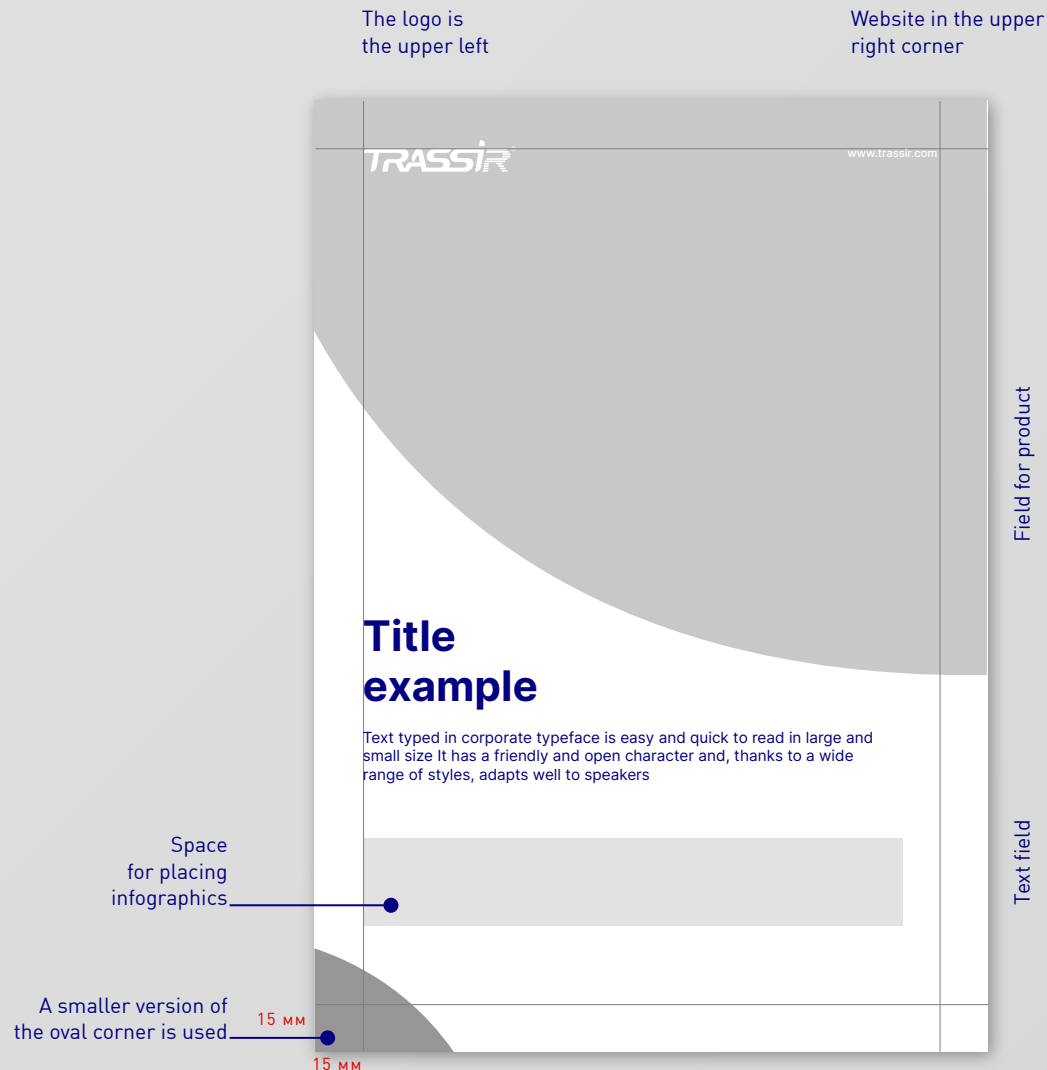 The logo is
the upper left
Website in the upper
right corner
TRASSIR
www.trassir.com
Field for product
Title
example
Text typed in corporate typeface is easy and quick to read in large and
small size It has a friendly and open character and, thanks to a wide
range of styles, adapts well to speakers
Space
for placing
infographics
Text field
A smaller version of
the oval corner is used
15 мм
15 мм